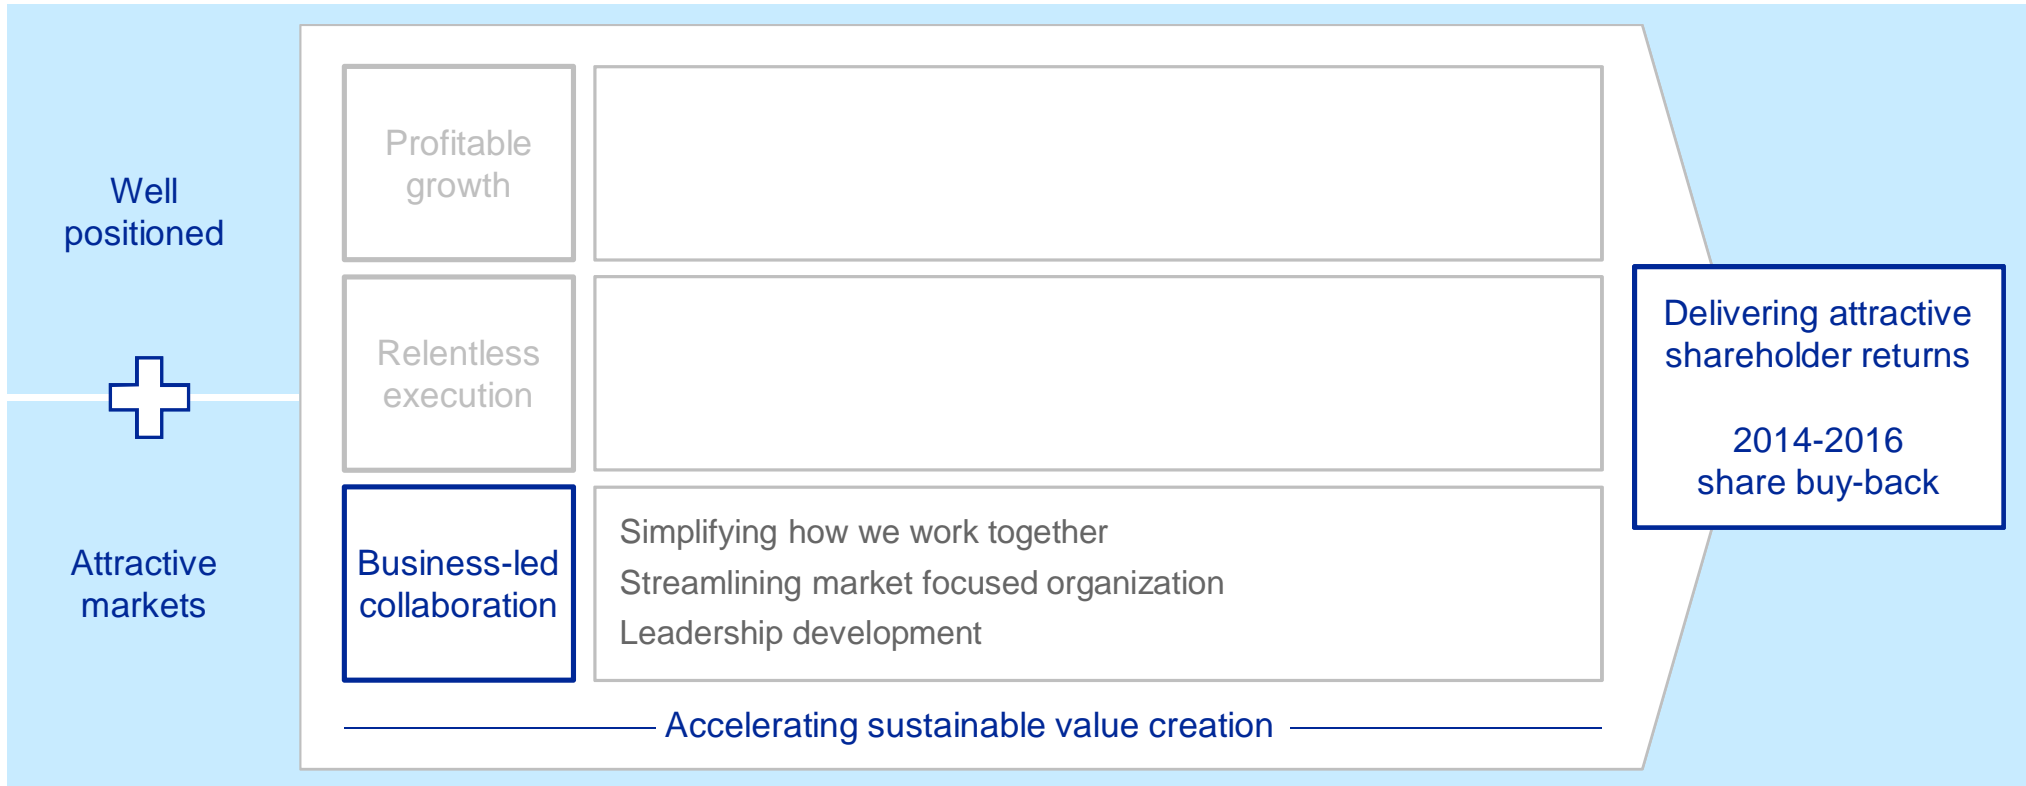 Well
positioned
Attractive
markets
Profitable
growth
Relentless
execution
Business-led
collaboration
Simplifying how we work together
Streamlining market focused organization
Leadership development
Accelerating sustainable value creation
Delivering attractive
shareholder returns
2014-2016
share buy-back